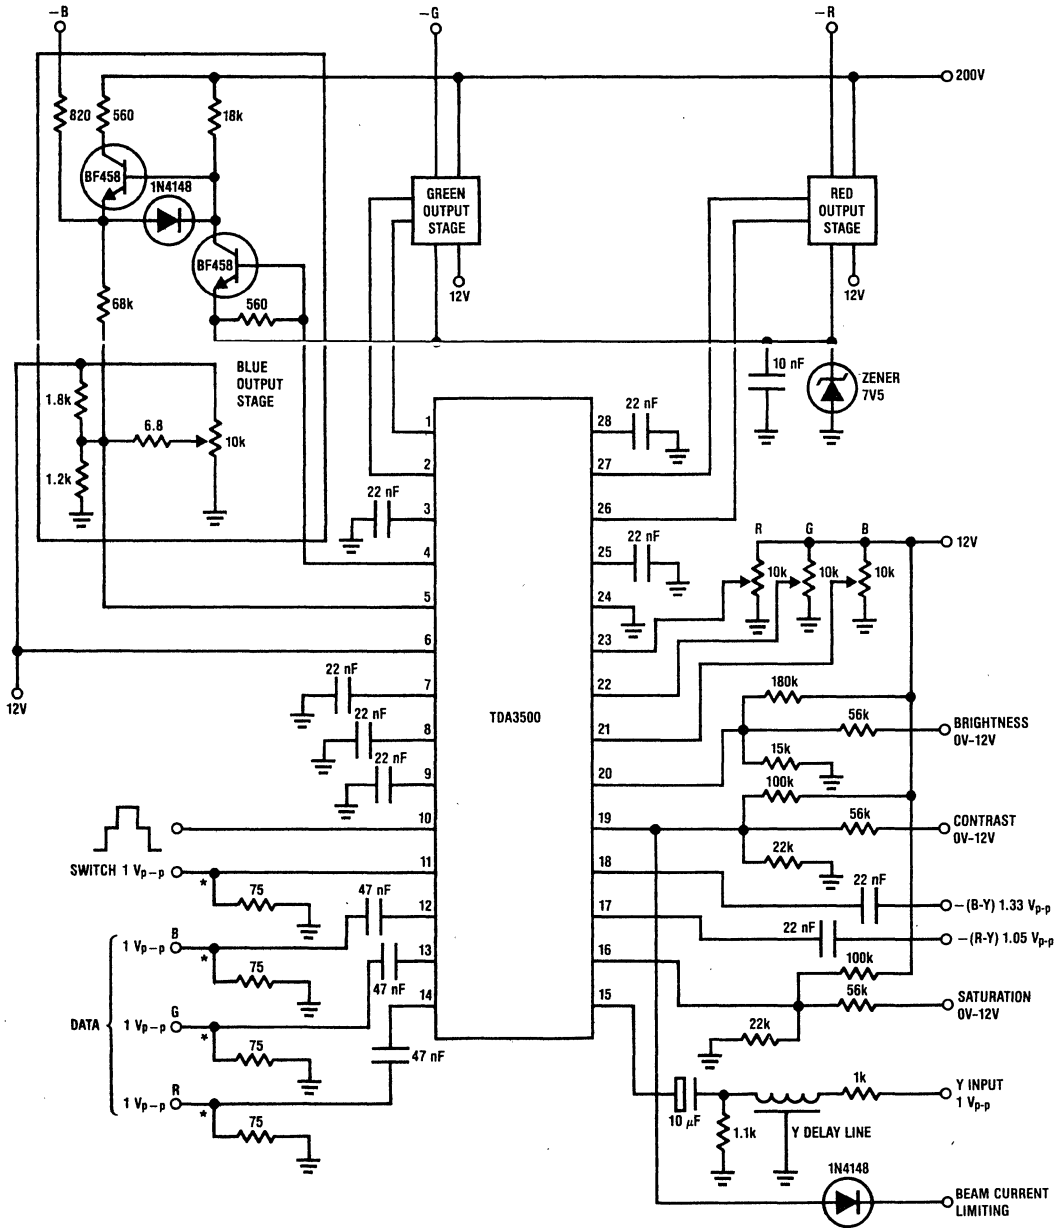 –B
–G
–R
200V
820
560
18k
BF458
1N4148
GREEN
OUTPUT
STAGE
RED
OUTPUT
STAGE
BF458
12V
12V
68k
560
BLUE
OUTPUT
STAGE
10 nF
ZENER
7V5
1.8k
6.8
10k
1.2k
22 nF
22 nF
22 nF
1
2
3
4
5
6
7
8
9
10
11
12
13
14
28
27
26
25
24
23
22
21
20
19
18
17
16
15
TDA3500
R
G
B
12V
10k
10k
10k
12V
22 nF
22 nF
22 nF
180k
56k
BRIGHTNESS
0V–12V
15k
100k
56k
CONTRAST
0V–12V
22k
22 nF
–(B-Y) 1.33 Vp-p
22 nF
–(R-Y) 1.05 Vp-p
100k
56k
SATURATION
0V–12V
22k
SWITCH 1 Vp–p
*
75
47 nF
DATA
B
1 Vp–p
*
75
47 nF
G
1 Vp–p
*
75
47 nF
R
1 Vp–p
*
75
10 µF
1.1k
Y DELAY LINE
1k
Y INPUT
1 Vp-p
1N4148
BEAM CURRENT
LIMITING